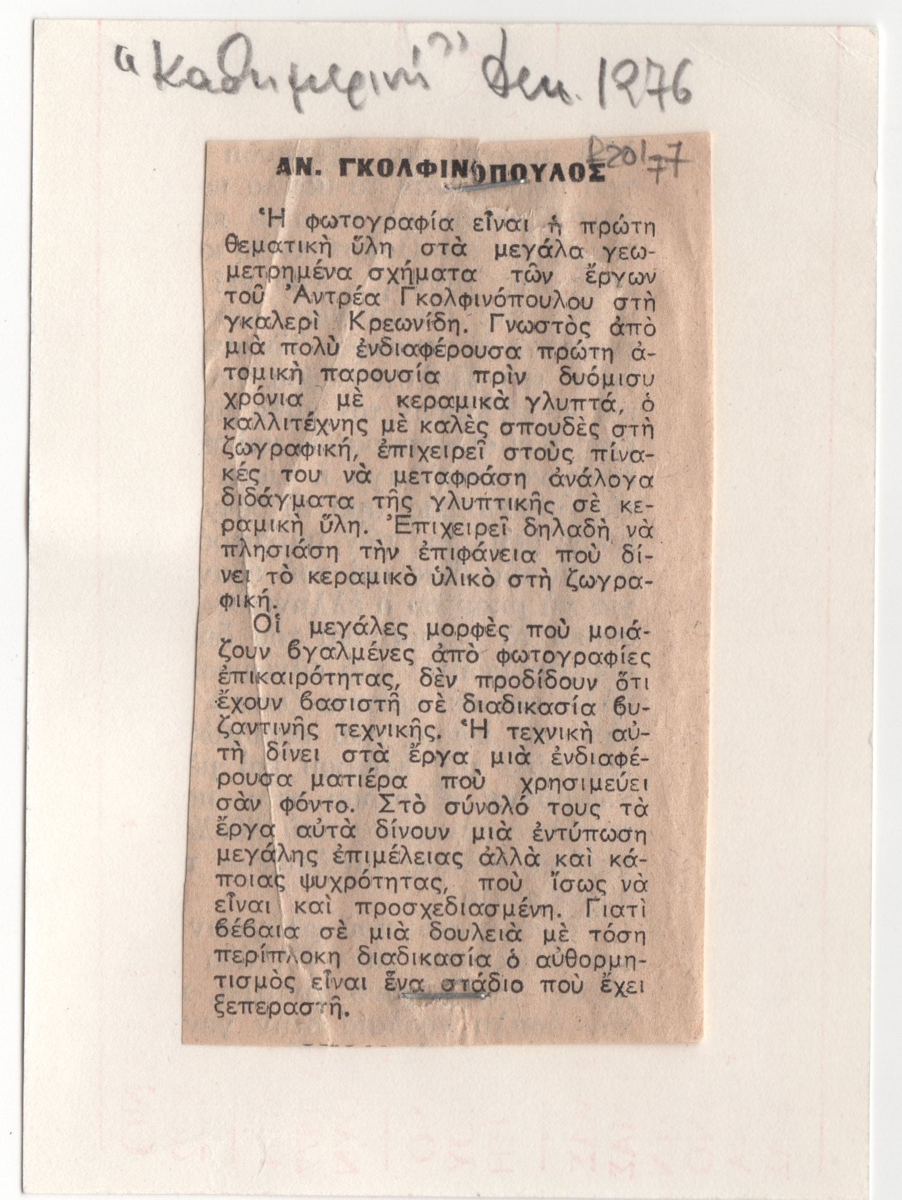 "Καθημερινή" Δεκ. 1976
R20/77
ΑΝ. ΓΚΟΛΦΙΝΟΠΟΥΛΟΣ
Ἡ φωτογραφία εἶναι ἡ πρώτη
θεματικὴ ὕλη στὰ μεγάλα γεω-
μετρημένα σχήματα τῶν ἔργων
τοῦ Ἀντρέα Γκολφινόπουλου στὴ
γκαλερὶ Κρεωνίδη. Γνωστὸς ἀπὸ
μιὰ πολὺ ἐνδιαφέρουσα πρώτη ἀ-
τομικὴ παρουσία πρὶν δυόμισυ
χρόνια μὲ κεραμικὰ γλυπτά, ὁ
καλλιτέχνης μὲ καλὲς σπουδὲς στὴ
ζωγραφική, ἐπιχειρεῖ στοὺς πίνα-
κές του νὰ μεταφράση ἀνάλογα
διδάγματα τῆς γλυπτικῆς σὲ κε-
ραμικὴ ὕλη. Ἐπιχειρεῖ δηλαδὴ νὰ
πλησιάση τὴν ἐπιφάνεια ποὺ δί-
νει τὸ κεραμικὸ ὑλικὸ στὴ ζωγρα-
φική.
Οἱ μεγάλες μορφὲς ποὺ μοιά-
ζουν βγαλμένες ἀπὸ φωτογραφίες
ἐπικαιρότητας, δὲν προδίδουν ὅτι
ἔχουν βασιστῆ σὲ διαδικασία βυ-
ζαντινῆς τεχνικῆς. Ἡ τεχνικὴ αὐ-
τὴ δίνει στὰ ἔργα μιὰ ἐνδιαφέ-
ρουσα ματιέρα ποὺ χρησιμεύει
σὰν φόντο. Στὸ σύνολό τους τὰ
ἔργα αὐτὰ δίνουν μιὰ ἐντύπωση
μεγάλης ἐπιμέλειας ἀλλὰ καὶ κά-
ποιας ψυχρότητας, ποὺ ἴσως νὰ
εἶναι καὶ προσχεδιασμένη. Γιατὶ
βέβαια σὲ μιὰ δουλειὰ μὲ τόση
περίπλοκη διαδικασία ὁ αὐθορμη-
τισμὸς εἶναι ἕνα στάδιο ποὺ ἔχει
ξεπεραστῆ.